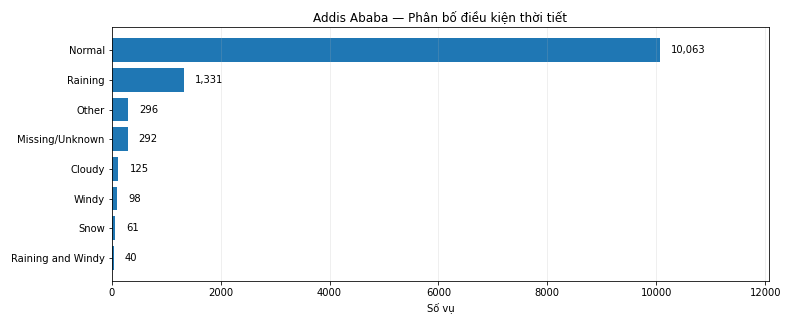 Addis Ababa — Phân bố điều kiện thời tiết
Normal 10,063
Raining 1,331
Other 296
Missing/Unknown 292
Cloudy 125
Windy 98
Snow 61
Raining and Windy 40
0 2000 4000 6000 8000 10000 12000
Số vụ